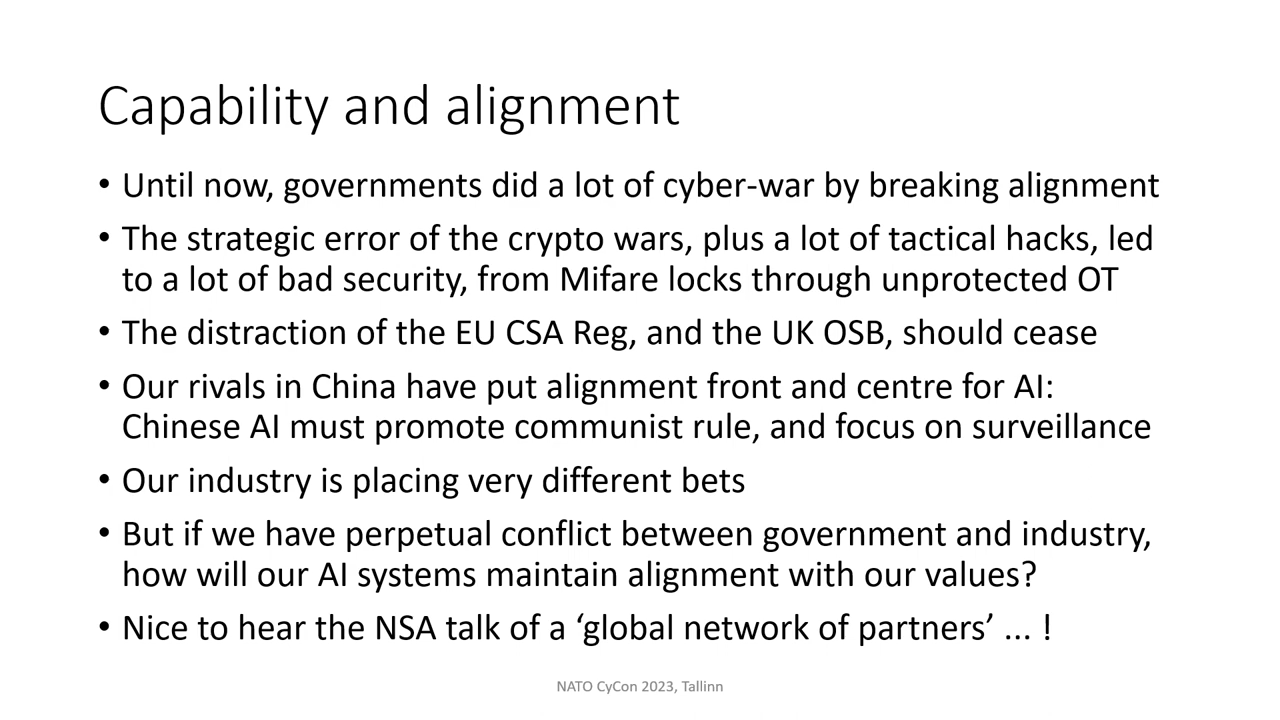 Capability and alignment
• Until now, governments did a lot of cyber-war by breaking alignment
• The strategic error of the crypto wars, plus a lot of tactical hacks, led
to a lot of bad security, from Mifare locks through unprotected OT
• The distraction of the EU CSA Reg, and the UK OSB, should cease
• Our rivals in China have put alignment front and centre for AI:
Chinese AI must promote communist rule, and focus on surveillance
• Our industry is placing very different bets
• But if we have perpetual conflict between government and industry,
how will our AI systems maintain alignment with our values?
• Nice to hear the NSA talk of a ‘global network of partners’ ... !
NATO CyCon 2023, Tallinn